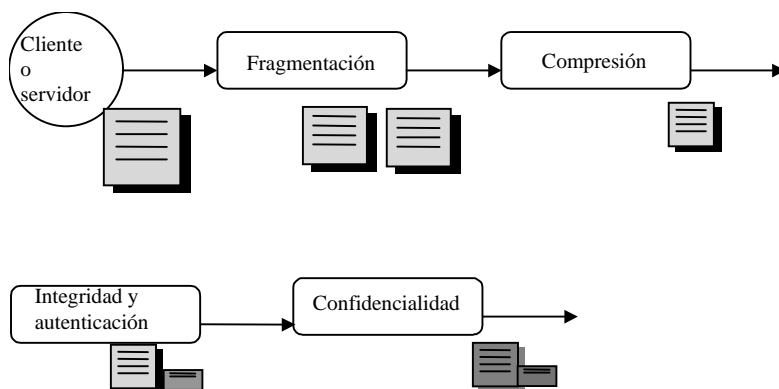 Cliente
o
servidor
Fragmentación
Compresión
Integridad y
autenticación
Confidencialidad